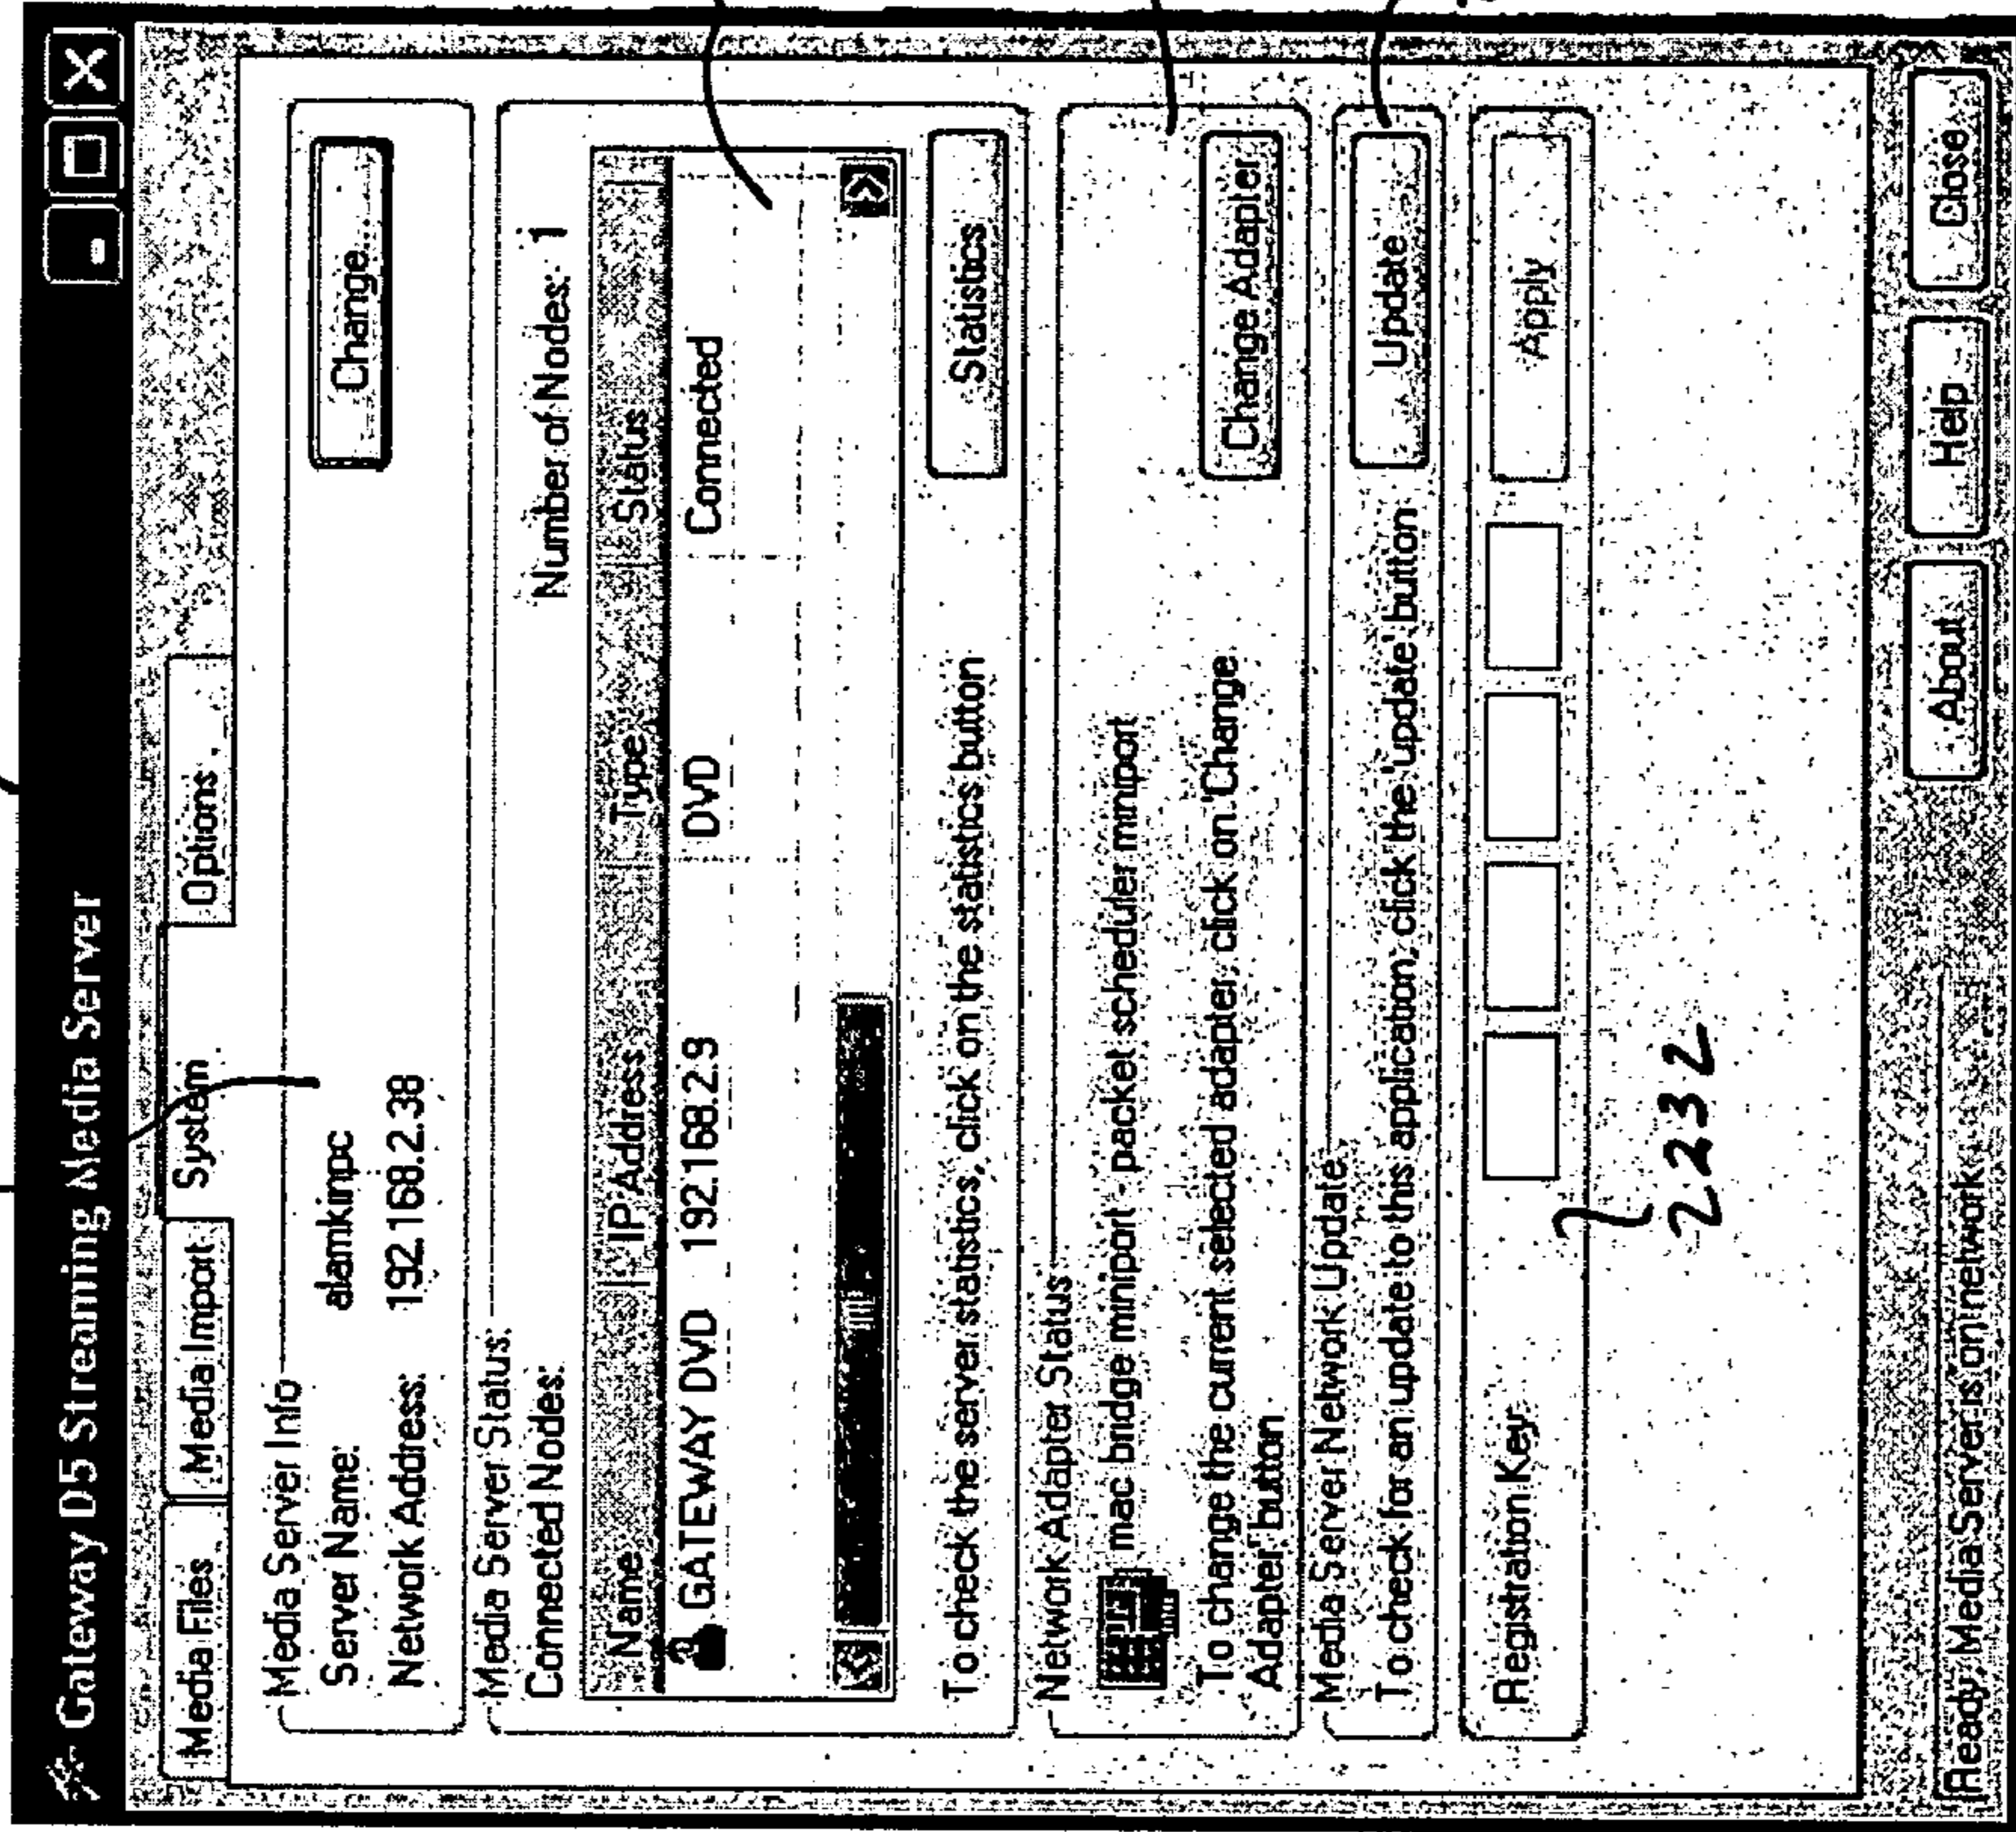 Gateway D5 Streaming Media Server
Media Files Media Import System Options
Media Server Info
Server Name: alamkinpc
Change
Network Address: 192.168.2.38
Media Server Status:
Connected Nodes: Number of Nodes: 1
Name IP Address Type Status
GATEWAY DVD 192.168.2.9 DVD Connected
To check the server statistics, click on the statistics button
Statistics
Network Adapter Status
mac bridge miniport - packet scheduler miniport
To change the current selected adapter, click on 'Change
Adapter' button
Change Adapter
Media Server Network Update
To check for an update to this application, click the 'update' button
Update
Registration Key:
Apply
2232
About Help Close
Ready, Media Server is on network